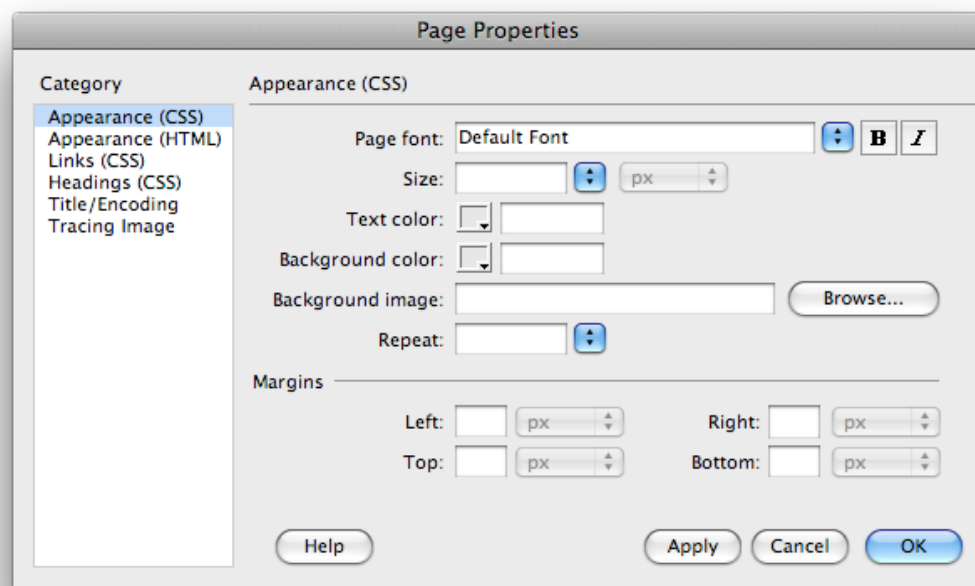 Page Properties
Category
Appearance (CSS)
Appearance (HTML)
Links (CSS)
Headings (CSS)
Title/Encoding
Tracing Image
Appearance (CSS)
Page font: Default Font B I
Size: px
Text color:
Background color:
Background image: Browse...
Repeat:
Margins
Left: px Right: px
Top: px Bottom: px
Help Apply Cancel OK